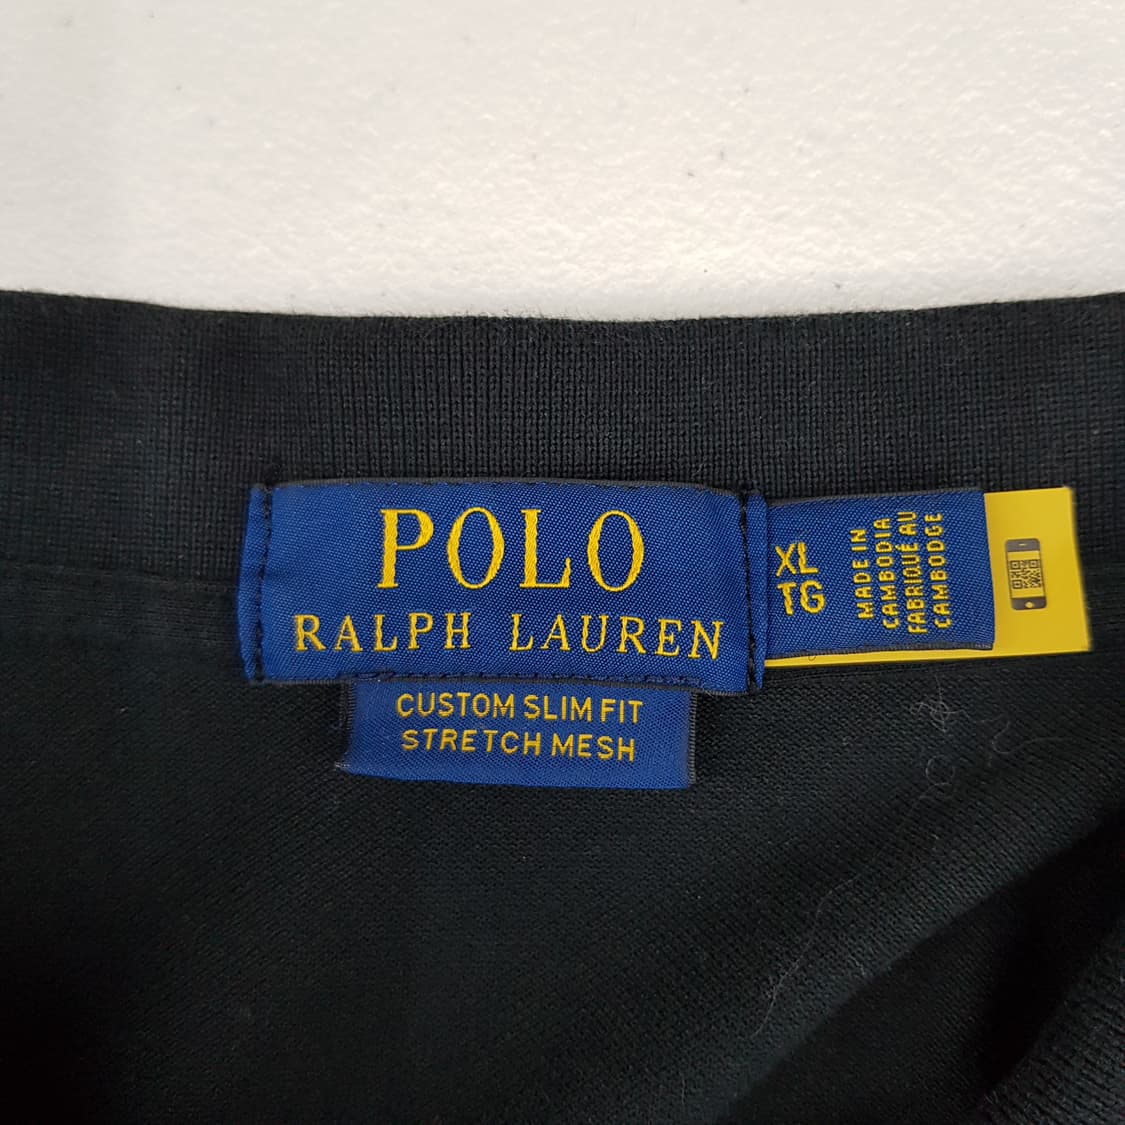 POLO
RALPH LAUREN
CUSTOM SLIM FIT
STRETCH MESH
XL
TG
MADE IN
CAMBODIA
FABRIQUÉ AU
CAMBODGE